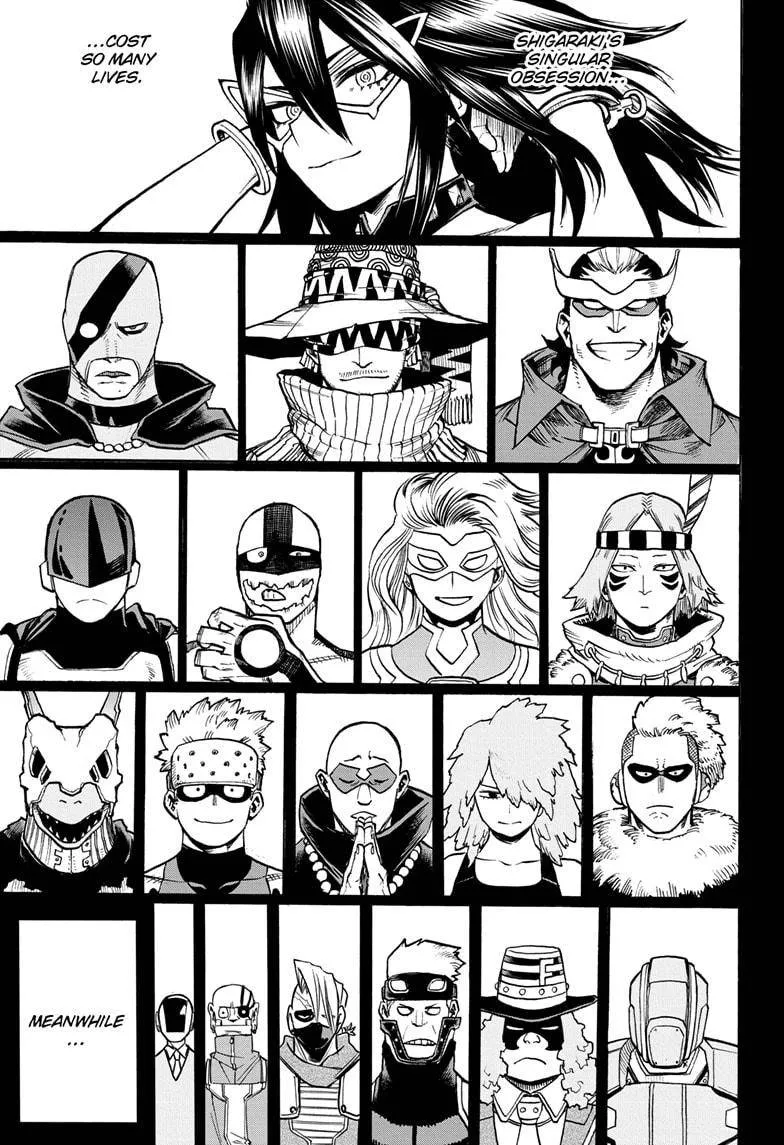 SHIGARAKI'S
SINGULAR
OBSESSION...
...COST
SO MANY
LIVES.
F
MEANWHILE
...